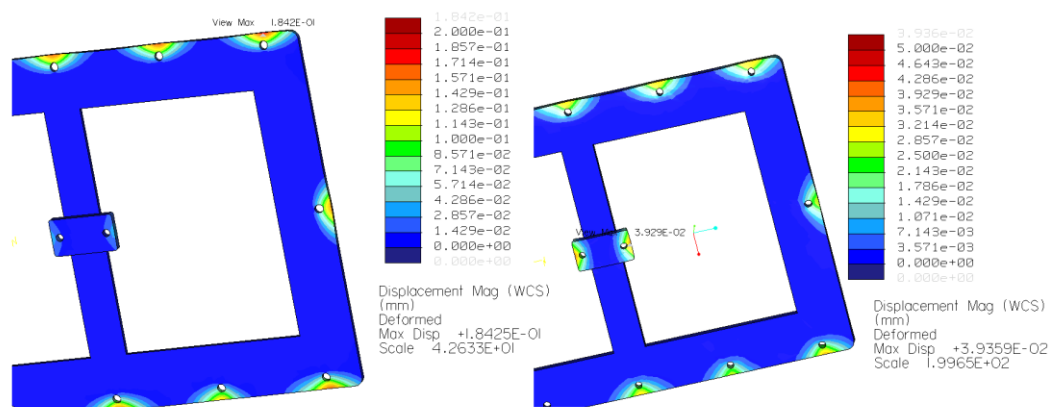 View Max 1.842E-01
1.842e-01
2.000e-01
1.857e-01
1.714e-01
1.571e-01
1.429e-01
1.286e-01
1.143e-01
1.000e-01
8.571e-02
7.143e-02
5.714e-02
4.286e-02
2.857e-02
1.429e-02
0.000e+00
0.000e+00
Displacement Mag (WCS)
(mm)
Deformed
Max Disp +1.8425E-01
Scale 4.2633E+01
3.936e-02
5.000e-02
4.643e-02
4.286e-02
3.929e-02
3.571e-02
3.214e-02
2.857e-02
2.500e-02
2.143e-02
1.786e-02
1.429e-02
1.071e-02
7.143e-03
3.571e-03
0.000e+00
0.000e+00
View M 3.929E-02
Displacement Mag (WCS)
(mm)
Deformed
Max Disp +3.9359E-02
Scale 1.9965E+02